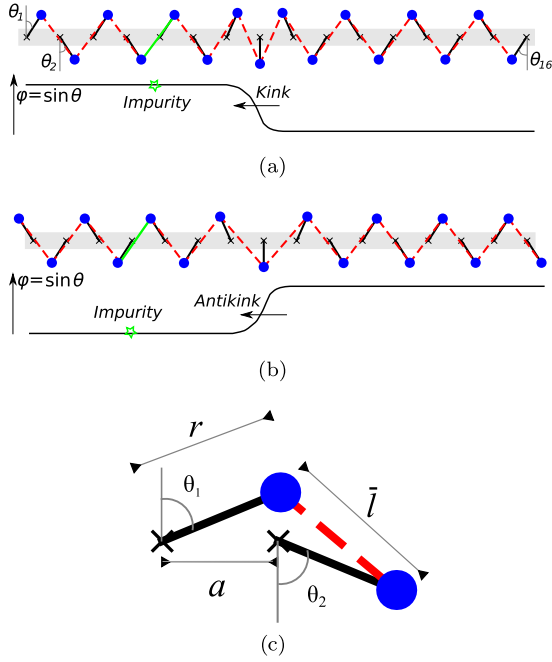 θ1
θ2
θ16
φ=sinθ
Impurity
Kink
(a)
φ=sinθ
Impurity
Antikink
(b)
r
θ1
l̄
a
θ2
(c)